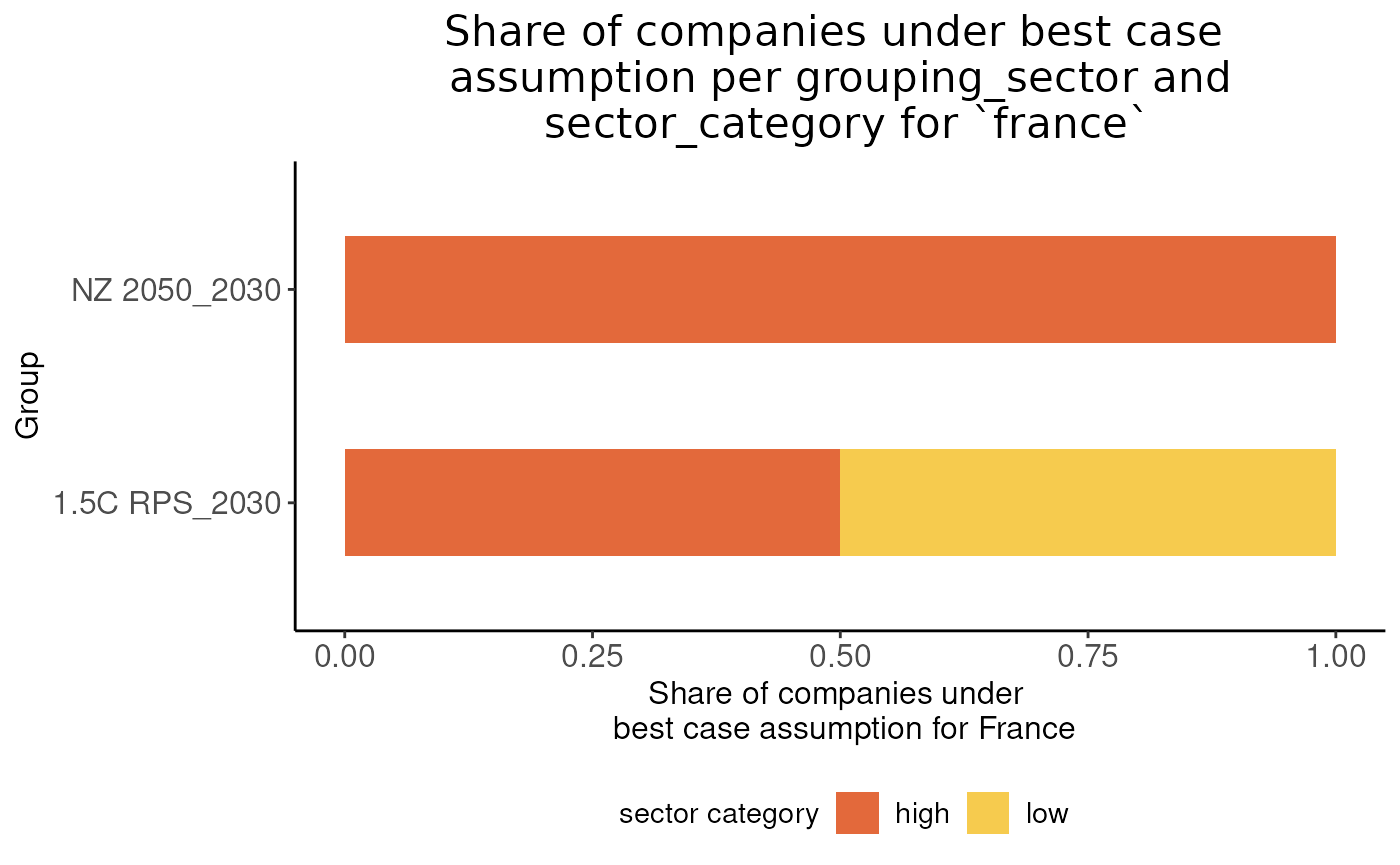 Share of companies under best case
assumption per grouping_sector and
sector_category for `france`
NZ 2050_2030
1.5C RPS_2030
Group
0.00 0.25 0.50 0.75 1.00
Share of companies under
best case assumption for France
sector category high low